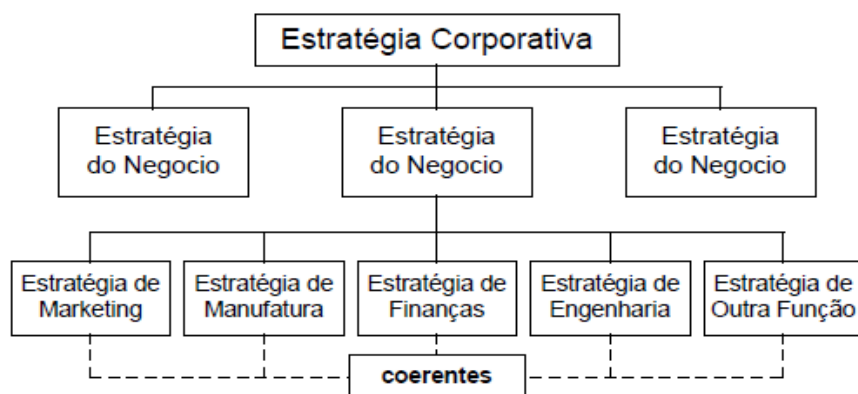 Estratégia Corporativa
Estratégia
do Negocio
Estratégia
do Negocio
Estratégia
do Negocio
Estratégia de
Marketing
Estratégia de
Manufatura
Estratégia de
Finanças
Estratégia de
Engenharia
Estratégia de
Outra Função
coerentes